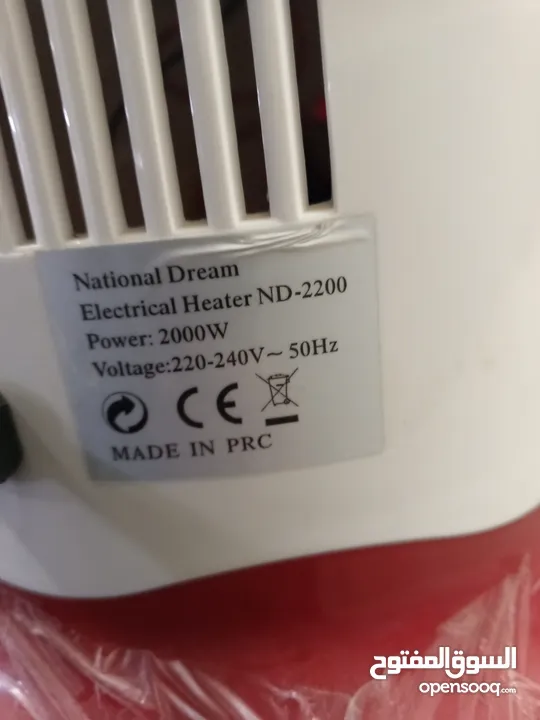 National Dream
Electrical Heater ND-2200
Power: 2000W
Voltage:220-240V~ 50Hz
CE
MADE IN PRC
السوق المفتوح
opensooq.com